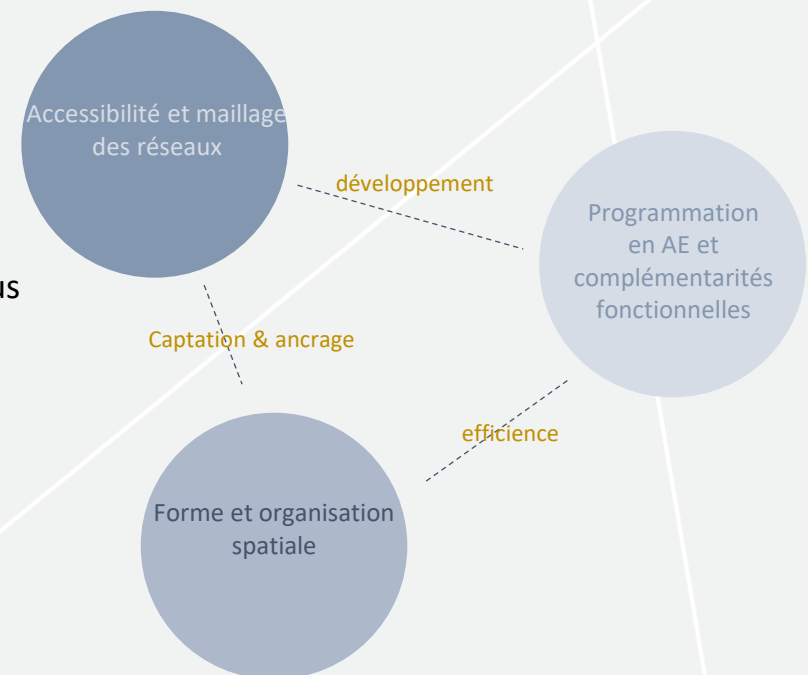 Accessibilité et maillage
des réseaux
développement
Programmation
en AE et
complémentarités
fonctionnelles
Captation & ancrage
efficience
Forme et organisation
spatiale